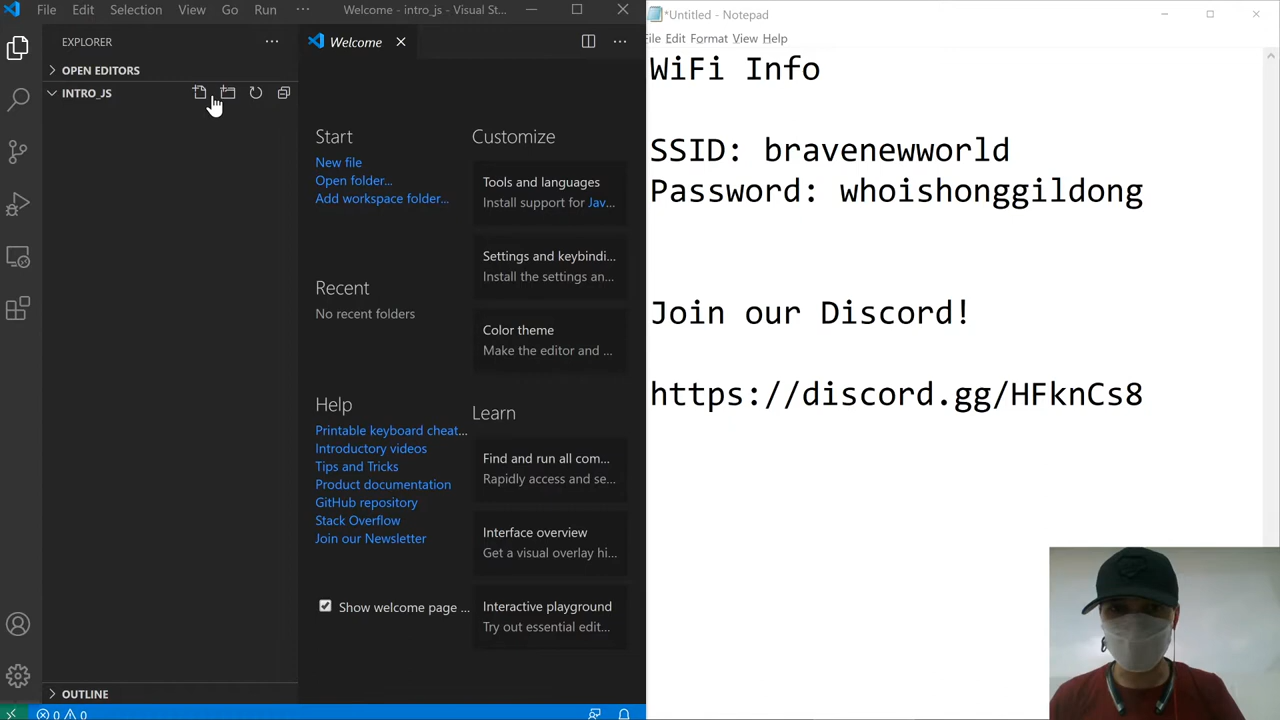 File Edit Selection View Go Run ··· Welcome - intro_js - Visual St...
EXPLORER ···
OPEN EDITORS
INTRO_JS
OUTLINE
0 0
Welcome ···
Start
New file
Open folder...
Add workspace folder...
Recent
No recent folders
Help
Printable keyboard cheat...
Introductory videos
Tips and Tricks
Product documentation
GitHub repository
Stack Overflow
Join our Newsletter
Show welcome page ...
Customize
Tools and languages
Install support for Jav...
Settings and keybindi...
Install the settings an...
Color theme
Make the editor and ...
Learn
Find and run all com...
Rapidly access and se...
Interface overview
Get a visual overlay hi...
Interactive playground
Try out essential edit...
*Untitled - Notepad
File Edit Format View Help
WiFi Info
SSID: bravenewworld
Password: whoishonggildong
Join our Discord!
https://discord.gg/HFknCs8